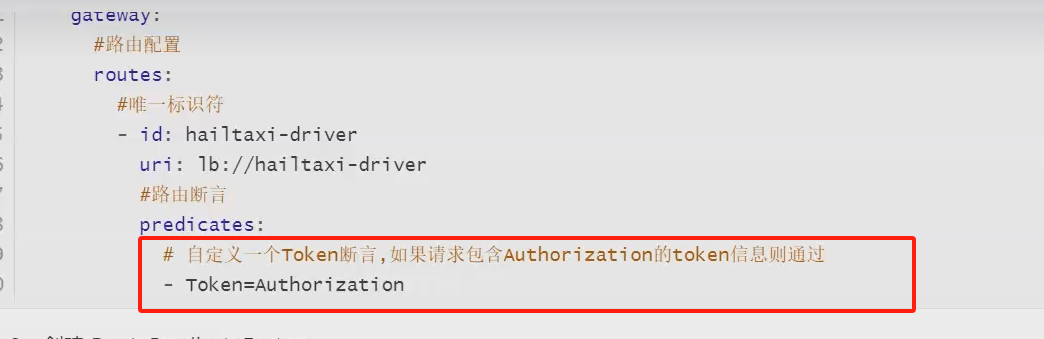 gateway:
#路由配置
routes:
#唯一标识符
- id: hailtaxi-driver
uri: lb://hailtaxi-driver
#路由断言
predicates:
# 自定义一个Token断言,如果请求包含Authorization的token信息则通过
- Token=Authorization